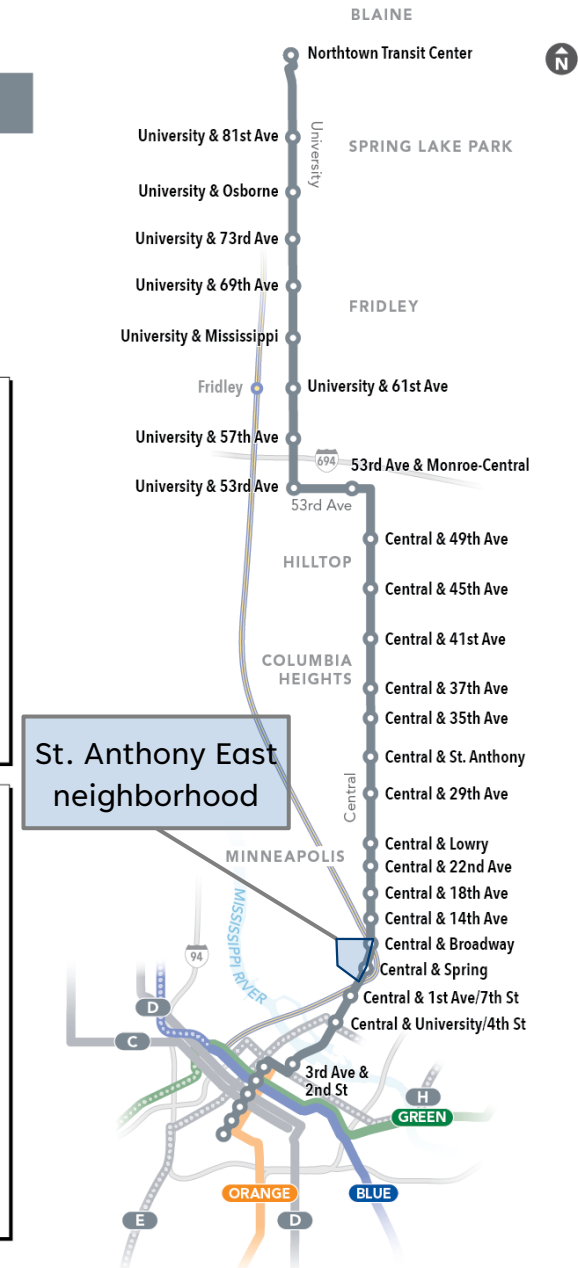 BLAINE
Northtown Transit Center
N
University & 81st Ave
University
SPRING LAKE PARK
University & Osborne
University & 73rd Ave
University & 69th Ave
FRIDLEY
University & Mississippi
Fridley
University & 61st Ave
University & 57th Ave
694
53rd Ave & Monroe-Central
University & 53rd Ave
53rd Ave
Central & 49th Ave
HILLTOP
Central & 45th Ave
Central & 41st Ave
COLUMBIA
HEIGHTS
Central & 37th Ave
Central & 35th Ave
St. Anthony East
neighborhood
Central & St. Anthony
Central
Central & 29th Ave
Central & Lowry
MINNEAPOLIS
Central & 22nd Ave
Central & 18th Ave
Central & 14th Ave
MISSISSIPPI RIVER
Central & Broadway
94
Central & Spring
Central & 1st Ave/7th St
D
Central & University/4th St
C
3rd Ave &
2nd St
H
GREEN
ORANGE
BLUE
E
D